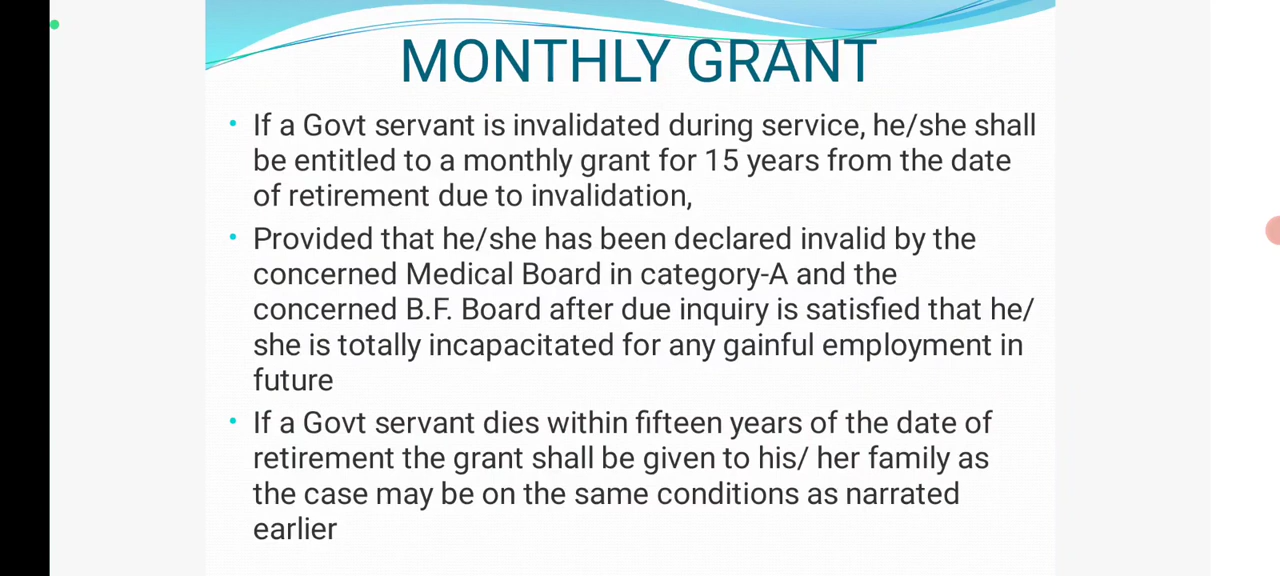 MONTHLY GRANT
• If a Govt servant is invalidated during service, he/she shall
be entitled to a monthly grant for 15 years from the date
of retirement due to invalidation,
• Provided that he/she has been declared invalid by the
concerned Medical Board in category-A and the
concerned B.F. Board after due inquiry is satisfied that he/
she is totally incapacitated for any gainful employment in
future
• If a Govt servant dies within fifteen years of the date of
retirement the grant shall be given to his/ her family as
the case may be on the same conditions as narrated
earlier